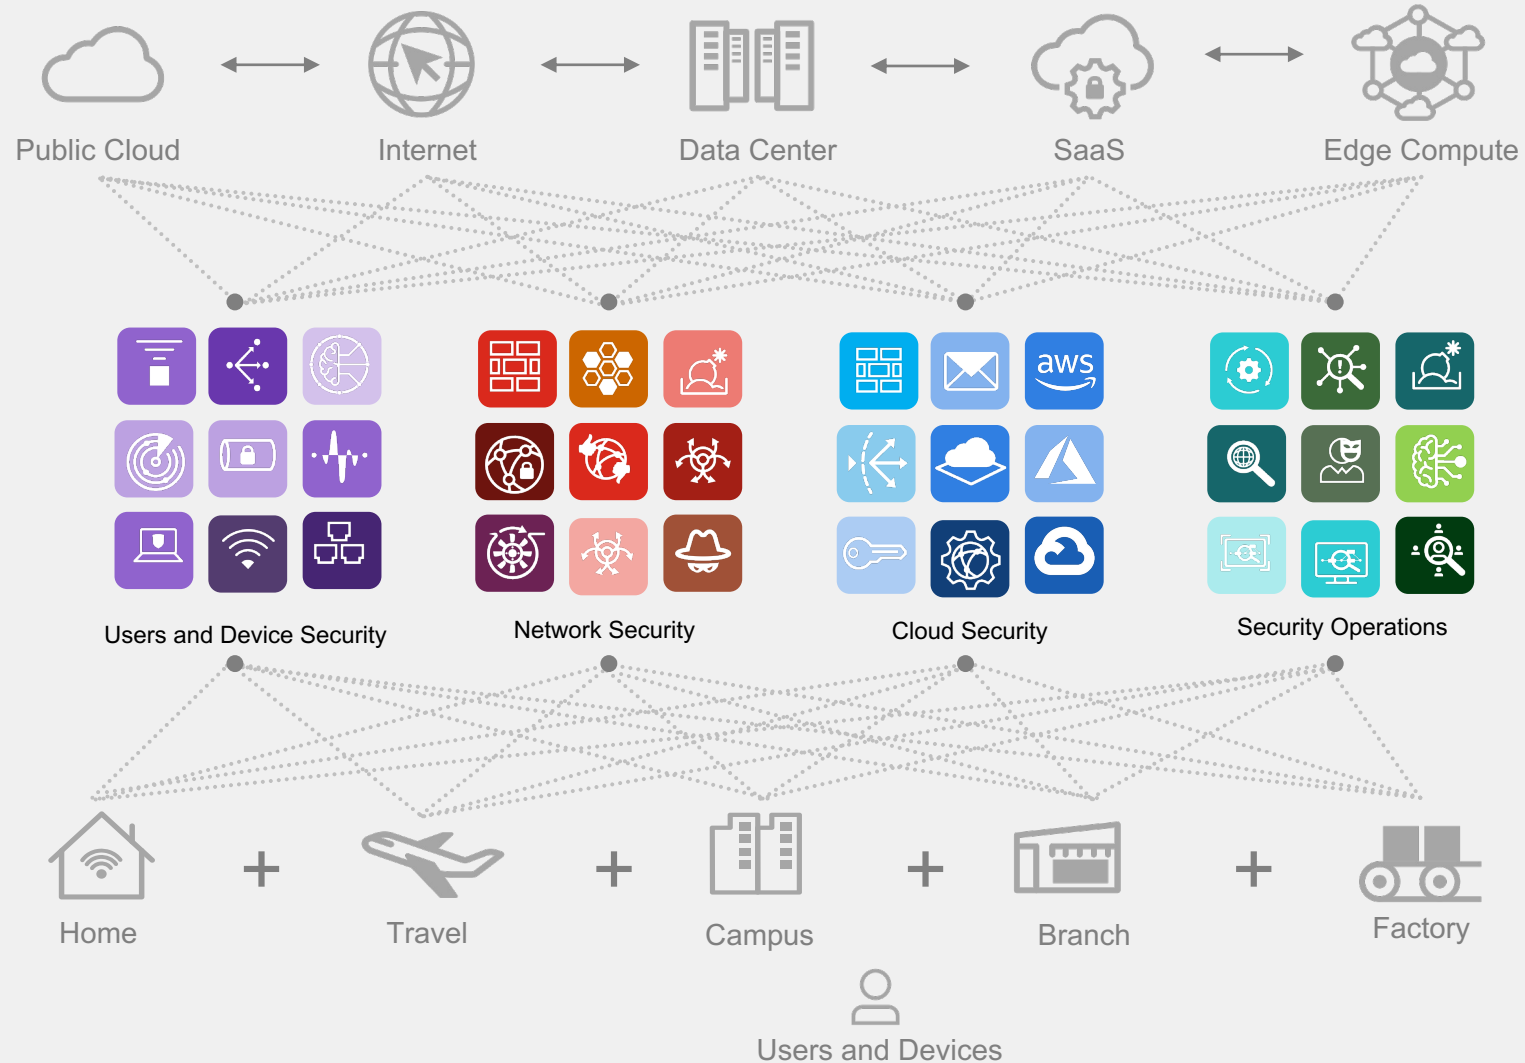 Public Cloud
Internet
Data Center
SaaS
Edge Compute
aws
Users and Device Security
Network Security
Cloud Security
Security Operations
Home
Travel
Campus
Branch
Factory
Users and Devices